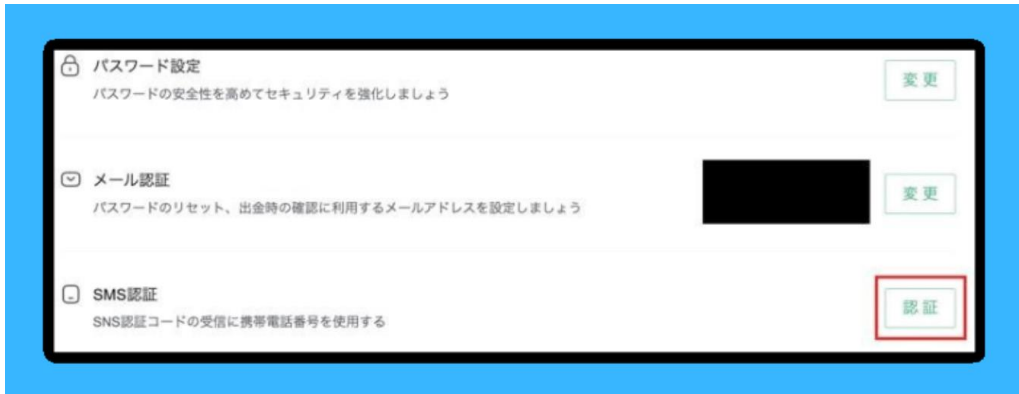 パスワード設定
パスワードの安全性を高めてセキュリティを強化しましょう
変更
メール認証
パスワードのリセット、出金時の確認に利用するメールアドレスを設定しましょう
変更
SMS認証
SNS認証コードの受信に携帯電話番号を使用する
認証